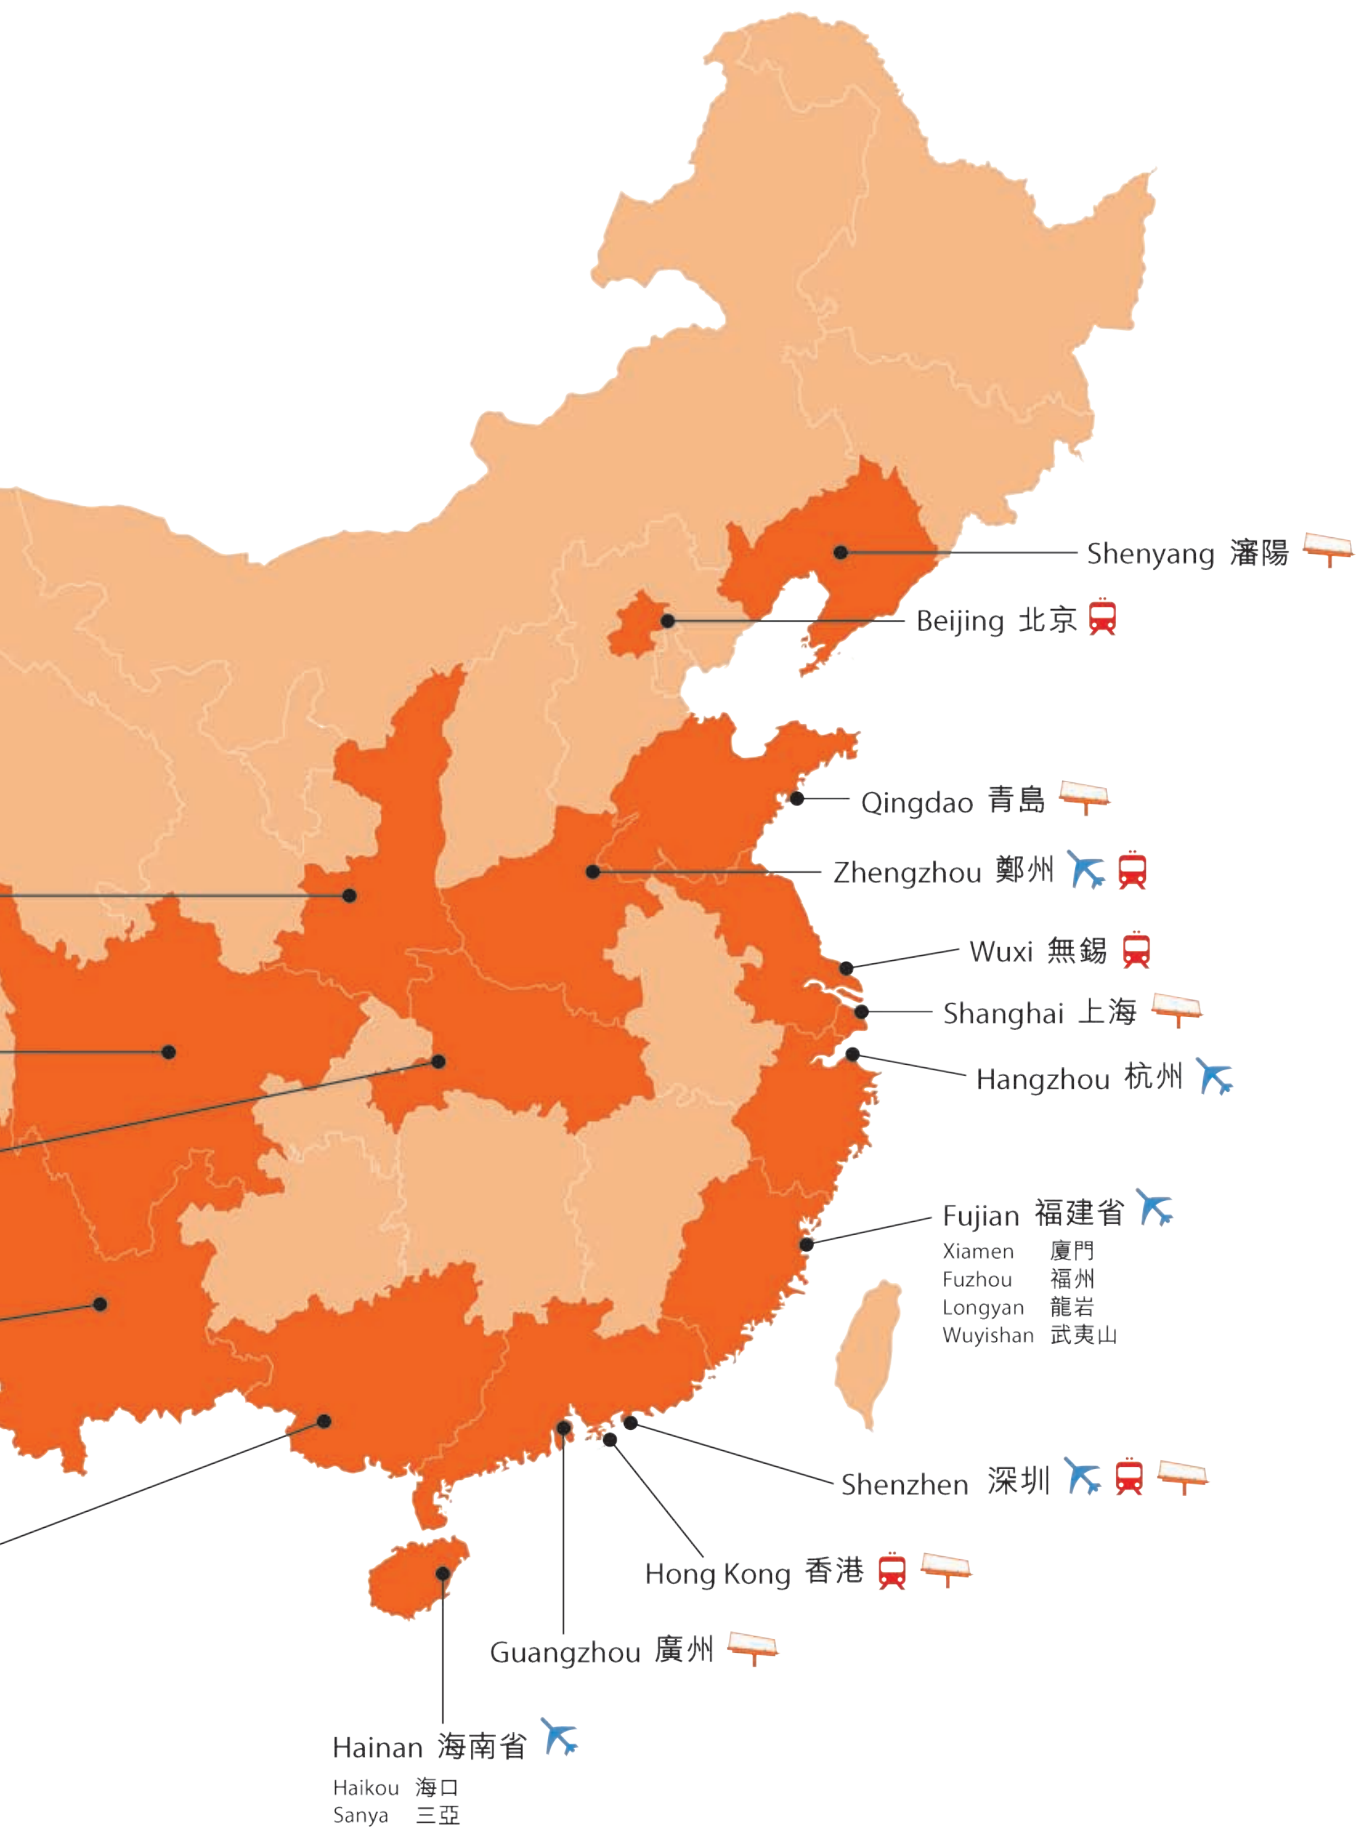 Shenyang 瀋陽
Beijing 北京
Qingdao 青島
Zhengzhou 鄭州
Wuxi 無錫
Shanghai 上海
Hangzhou 杭州
Fujian 福建省
Xiamen 廈門
Fuzhou 福州
Longyan 龍岩
Wuyishan 武夷山
Shenzhen 深圳
Hong Kong 香港
Guangzhou 廣州
Hainan 海南省
Haikou 海口
Sanya 三亞